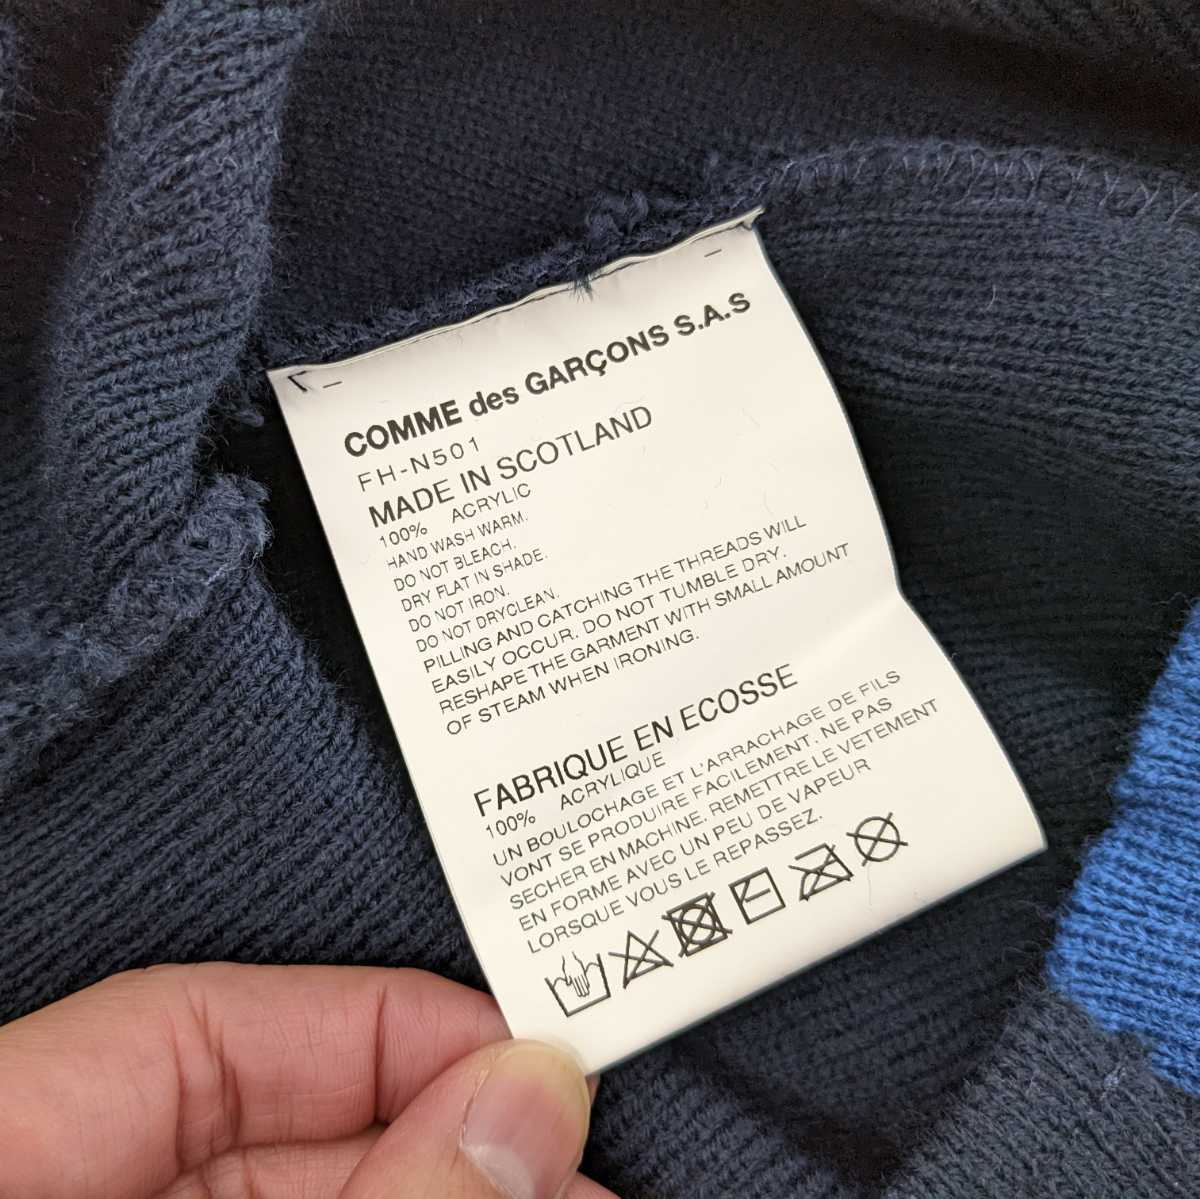 COMME des GARÇONS S.A.S
FH-N501
MADE IN SCOTLAND
100% ACRYLIC
HAND WASH WARM.
DO NOT BLEACH.
DRY FLAT IN SHADE.
DO NOT IRON.
DO NOT DRYCLEAN.
PILLING AND CATCHING THE THREADS WILL
EASILY OCCUR. DO NOT TUMBLE DRY.
RESHAPE THE GARMENT WITH SMALL AMOUNT
OF STEAM WHEN IRONING.
FABRIQUE EN ECOSSE
100% ACRYLIQUE
UN BOULOCHAGE ET L'ARRACHAGE DE FILS
VONT SE PRODUIRE FACILEMENT. NE PAS
SECHER EN MACHINE. REMETTRE LE VETEMENT
EN FORME AVEC UN PEU DE VAPEUR
LORSQUE VOUS LE REPASSEZ.